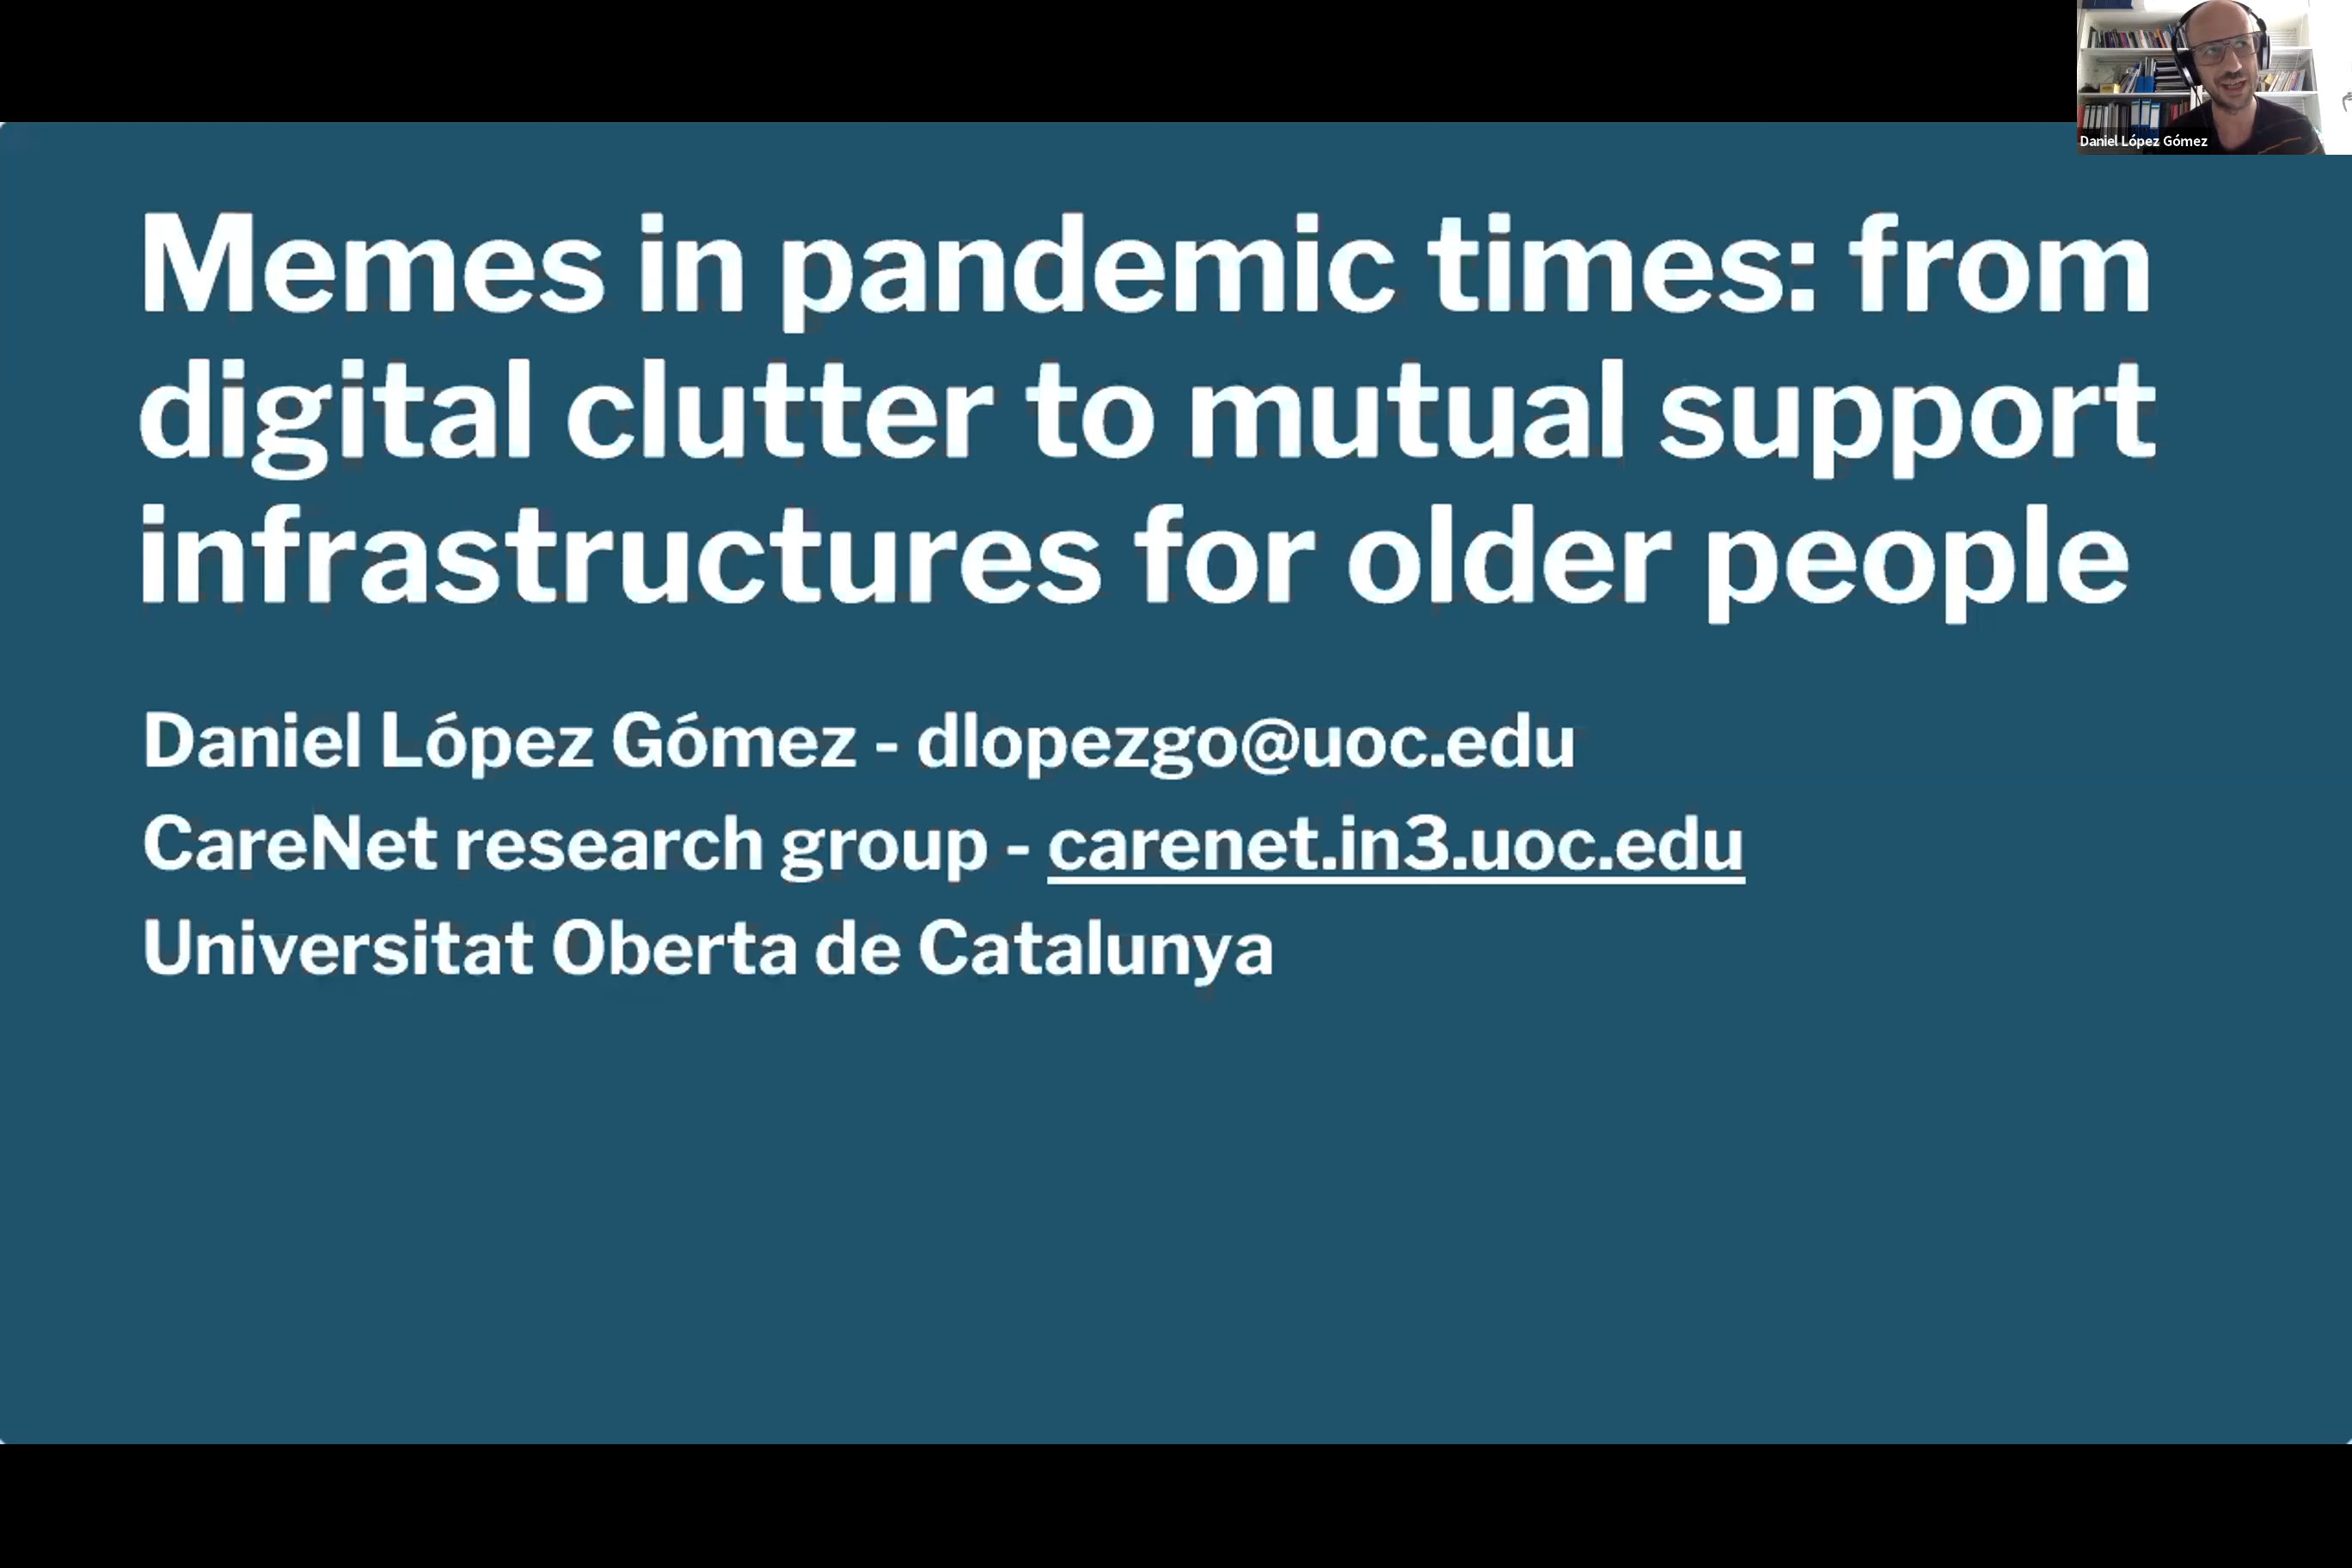 Daniel López Gómez
Memes in pandemic times: from
digital clutter to mutual support
infrastructures for older people
Daniel López Gómez - dlopezgo@uoc.edu
CareNet research group - carenet.in3.uoc.edu
Universitat Oberta de Catalunya